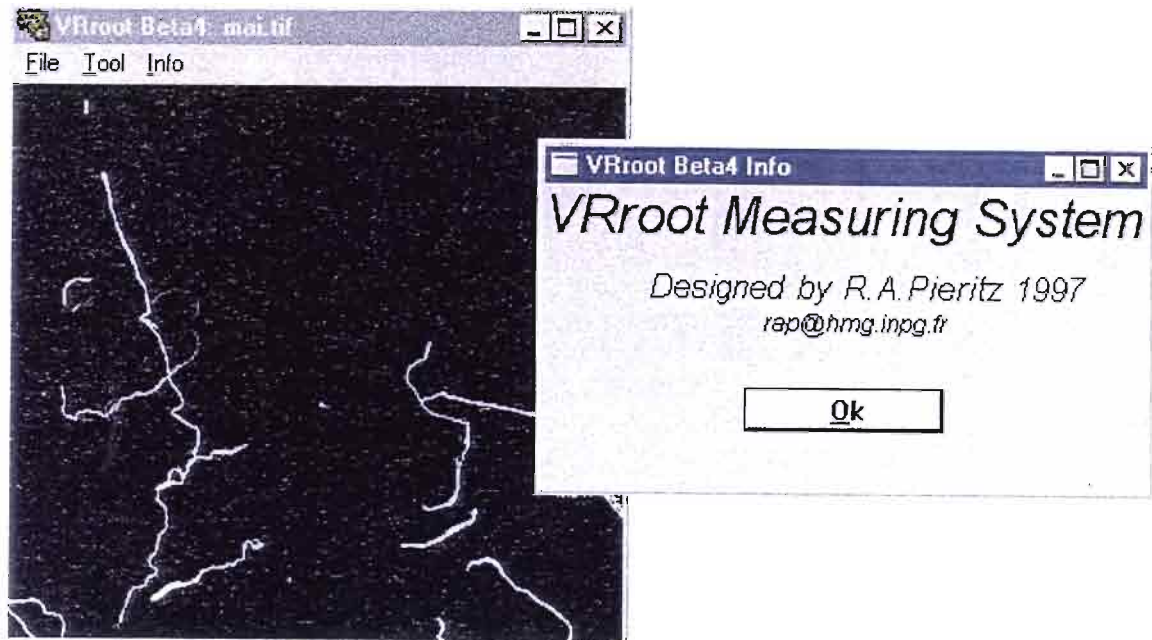 VRroot Beta4: mai.tif
File Tool Info
VRroot Beta4 Info
VRroot Measuring System
Designed by R.A.Pieritz 1997
rap@hmg.inpg.fr
Ok